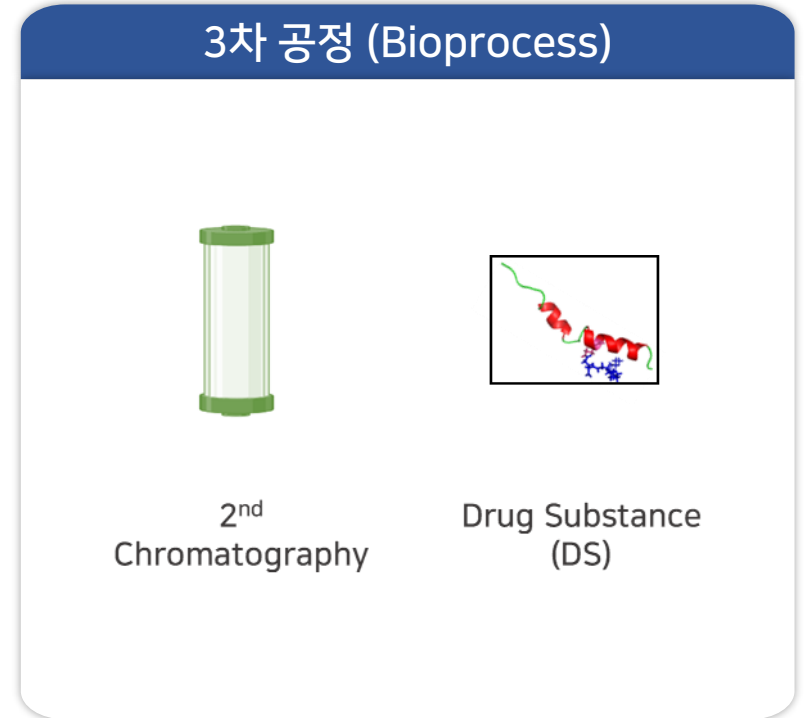 3차 공정 (Bioprocess)
2nd
Chromatography
Drug Substance
(DS)